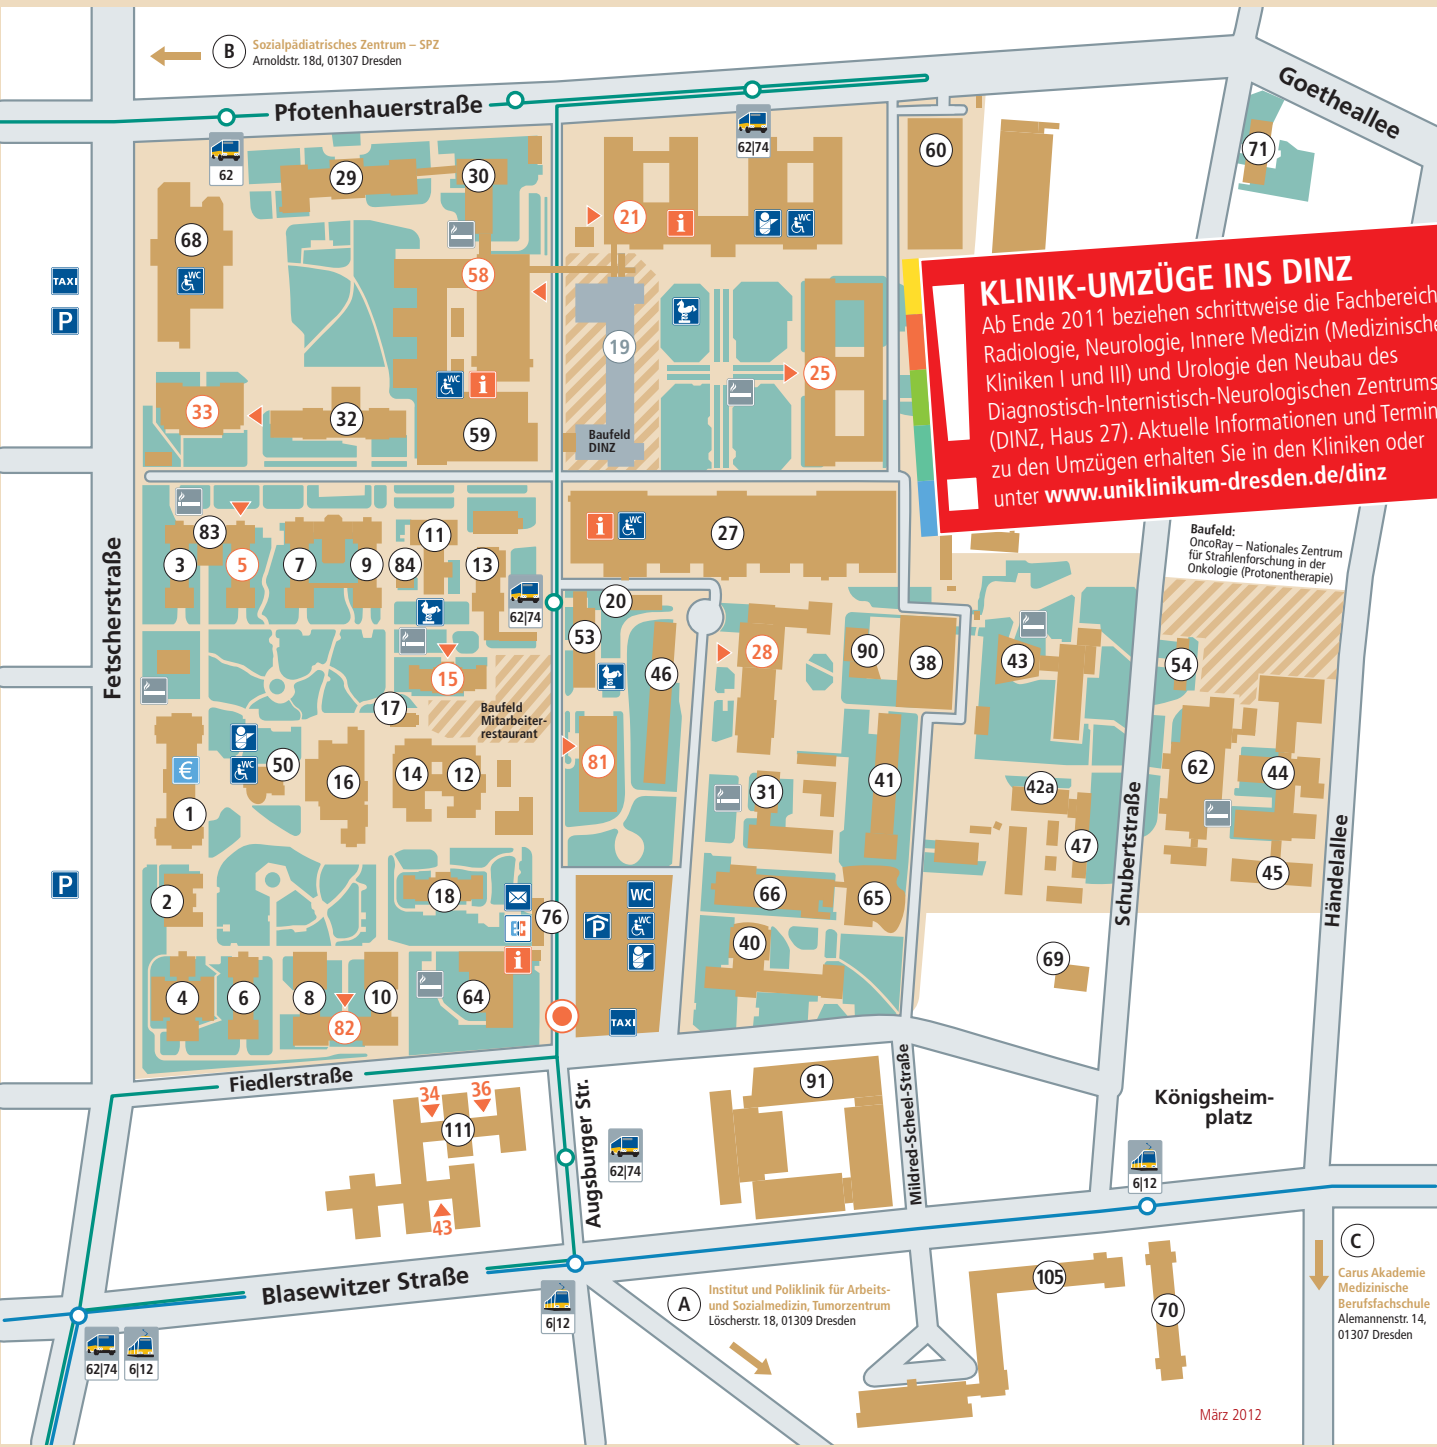 B
Sozialpädiatrisches Zentrum – SPZ
Arnoldstr. 18d, 01307 Dresden
Pfotenhauerstraße
Goetheallee
62
62|74
29
30
21
i
WC
60
71
68
WC
58
TAXI
P
19
25
33
32
WC
i
59
Baufeld
DINZ
KLINIK-UMZÜGE INS DINZ
Ab Ende 2011 beziehen schrittweise die Fachbereich
Radiologie, Neurologie, Innere Medizin (Medizinische
Kliniken I und III) und Urologie den Neubau des
Diagnostisch-Internistisch-Neurologischen Zentrums
(DINZ, Haus 27). Aktuelle Informationen und Termin
zu den Umzügen erhalten Sie in den Kliniken oder
unter www.uniklinikum-dresden.de/dinz
Fetscherstraße
83
3
5
7
9
84
11
13
i
WC
27
62|74
20
53
46
28
90
38
43
54
Baufeld:
OncoRay – Nationales Zentrum
für Strahlenforschung in der
Onkologie (Protonentherapie)
15
17
Baufeld
Mitarbeiter-
restaurant
81
€
WC
50
1
16
14
12
31
41
42a
47
62
44
45
Schubertstraße
Händelallee
P
2
18
76
EC
i
WC
P
WC
66
65
40
69
4
6
8
82
10
64
TAXI
Fiedlerstraße
34
36
111
43
Augsburger Str.
62|74
91
Mildred-Scheel-Straße
Königsheim-
platz
6|12
Blasewitzer Straße
62|74
6|12
6|12
A
Institut und Poliklinik für Arbeits-
und Sozialmedizin, Tumorzentrum
Löscherstr. 18, 01309 Dresden
105
70
C
Carus Akademie
Medizinische
Berufsfachschule
Alemannenstr. 14,
01307 Dresden
März 2012